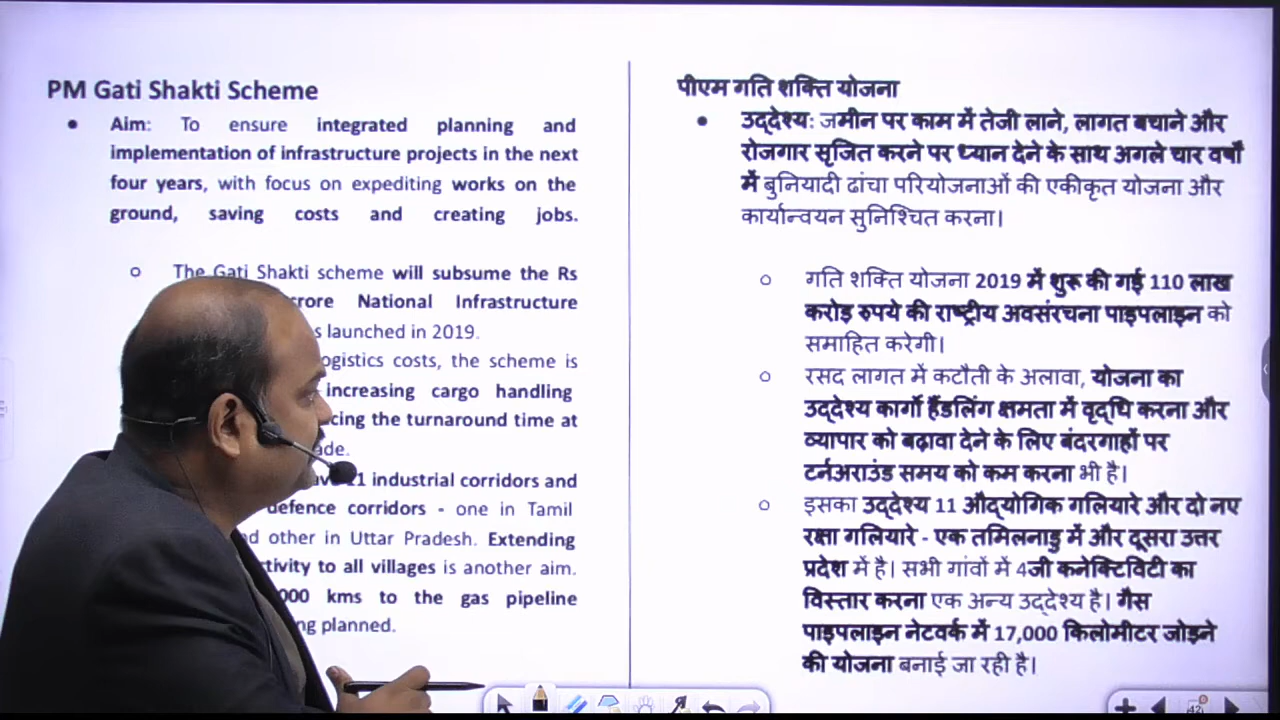 PM Gati Shakti Scheme
• Aim: To ensure integrated planning and
implementation of infrastructure projects in the next
four years, with focus on expediting works on the
ground, saving costs and creating jobs.
o The Gati Shakti scheme will subsume the Rs
crore National Infrastructure
s launched in 2019.
ogistics costs, the scheme is
increasing cargo handling
cing the turnaround time at
ade.
11 industrial corridors and
defence corridors - one in Tamil
d other in Uttar Pradesh. Extending
tivity to all villages is another aim.
000 kms to the gas pipeline
ng planned.
पीएम गति शक्ति योजना
• उद्देश्य: जमीन पर काम में तेजी लाने, लागत बचाने और
रोजगार सृजित करने पर ध्यान देने के साथ अगले चार वर्षों
में बुनियादी ढांचा परियोजनाओं की एकीकृत योजना और
कार्यान्वयन सुनिश्चित करना।
o गति शक्ति योजना 2019 में शुरू की गई 110 लाख
करोड़ रुपये की राष्ट्रीय अवसंरचना पाइपलाइन को
समाहित करेगी।
o रसद लागत में कटौती के अलावा, योजना का
उद्देश्य कार्गो हैंडलिंग क्षमता में वृद्धि करना और
व्यापार को बढ़ावा देने के लिए बंदरगाहों पर
टर्नअराउंड समय को कम करना भी है।
o इसका उद्देश्य 11 औद्योगिक गलियारे और दो नए
रक्षा गलियारे - एक तमिलनाडु में और दूसरा उत्तर
प्रदेश में है। सभी गांवों में 4जी कनेक्टिविटी का
विस्तार करना एक अन्य उद्देश्य है। गैस
पाइपलाइन नेटवर्क में 17,000 किलोमीटर जोड़ने
की योजना बनाई जा रही है।
42